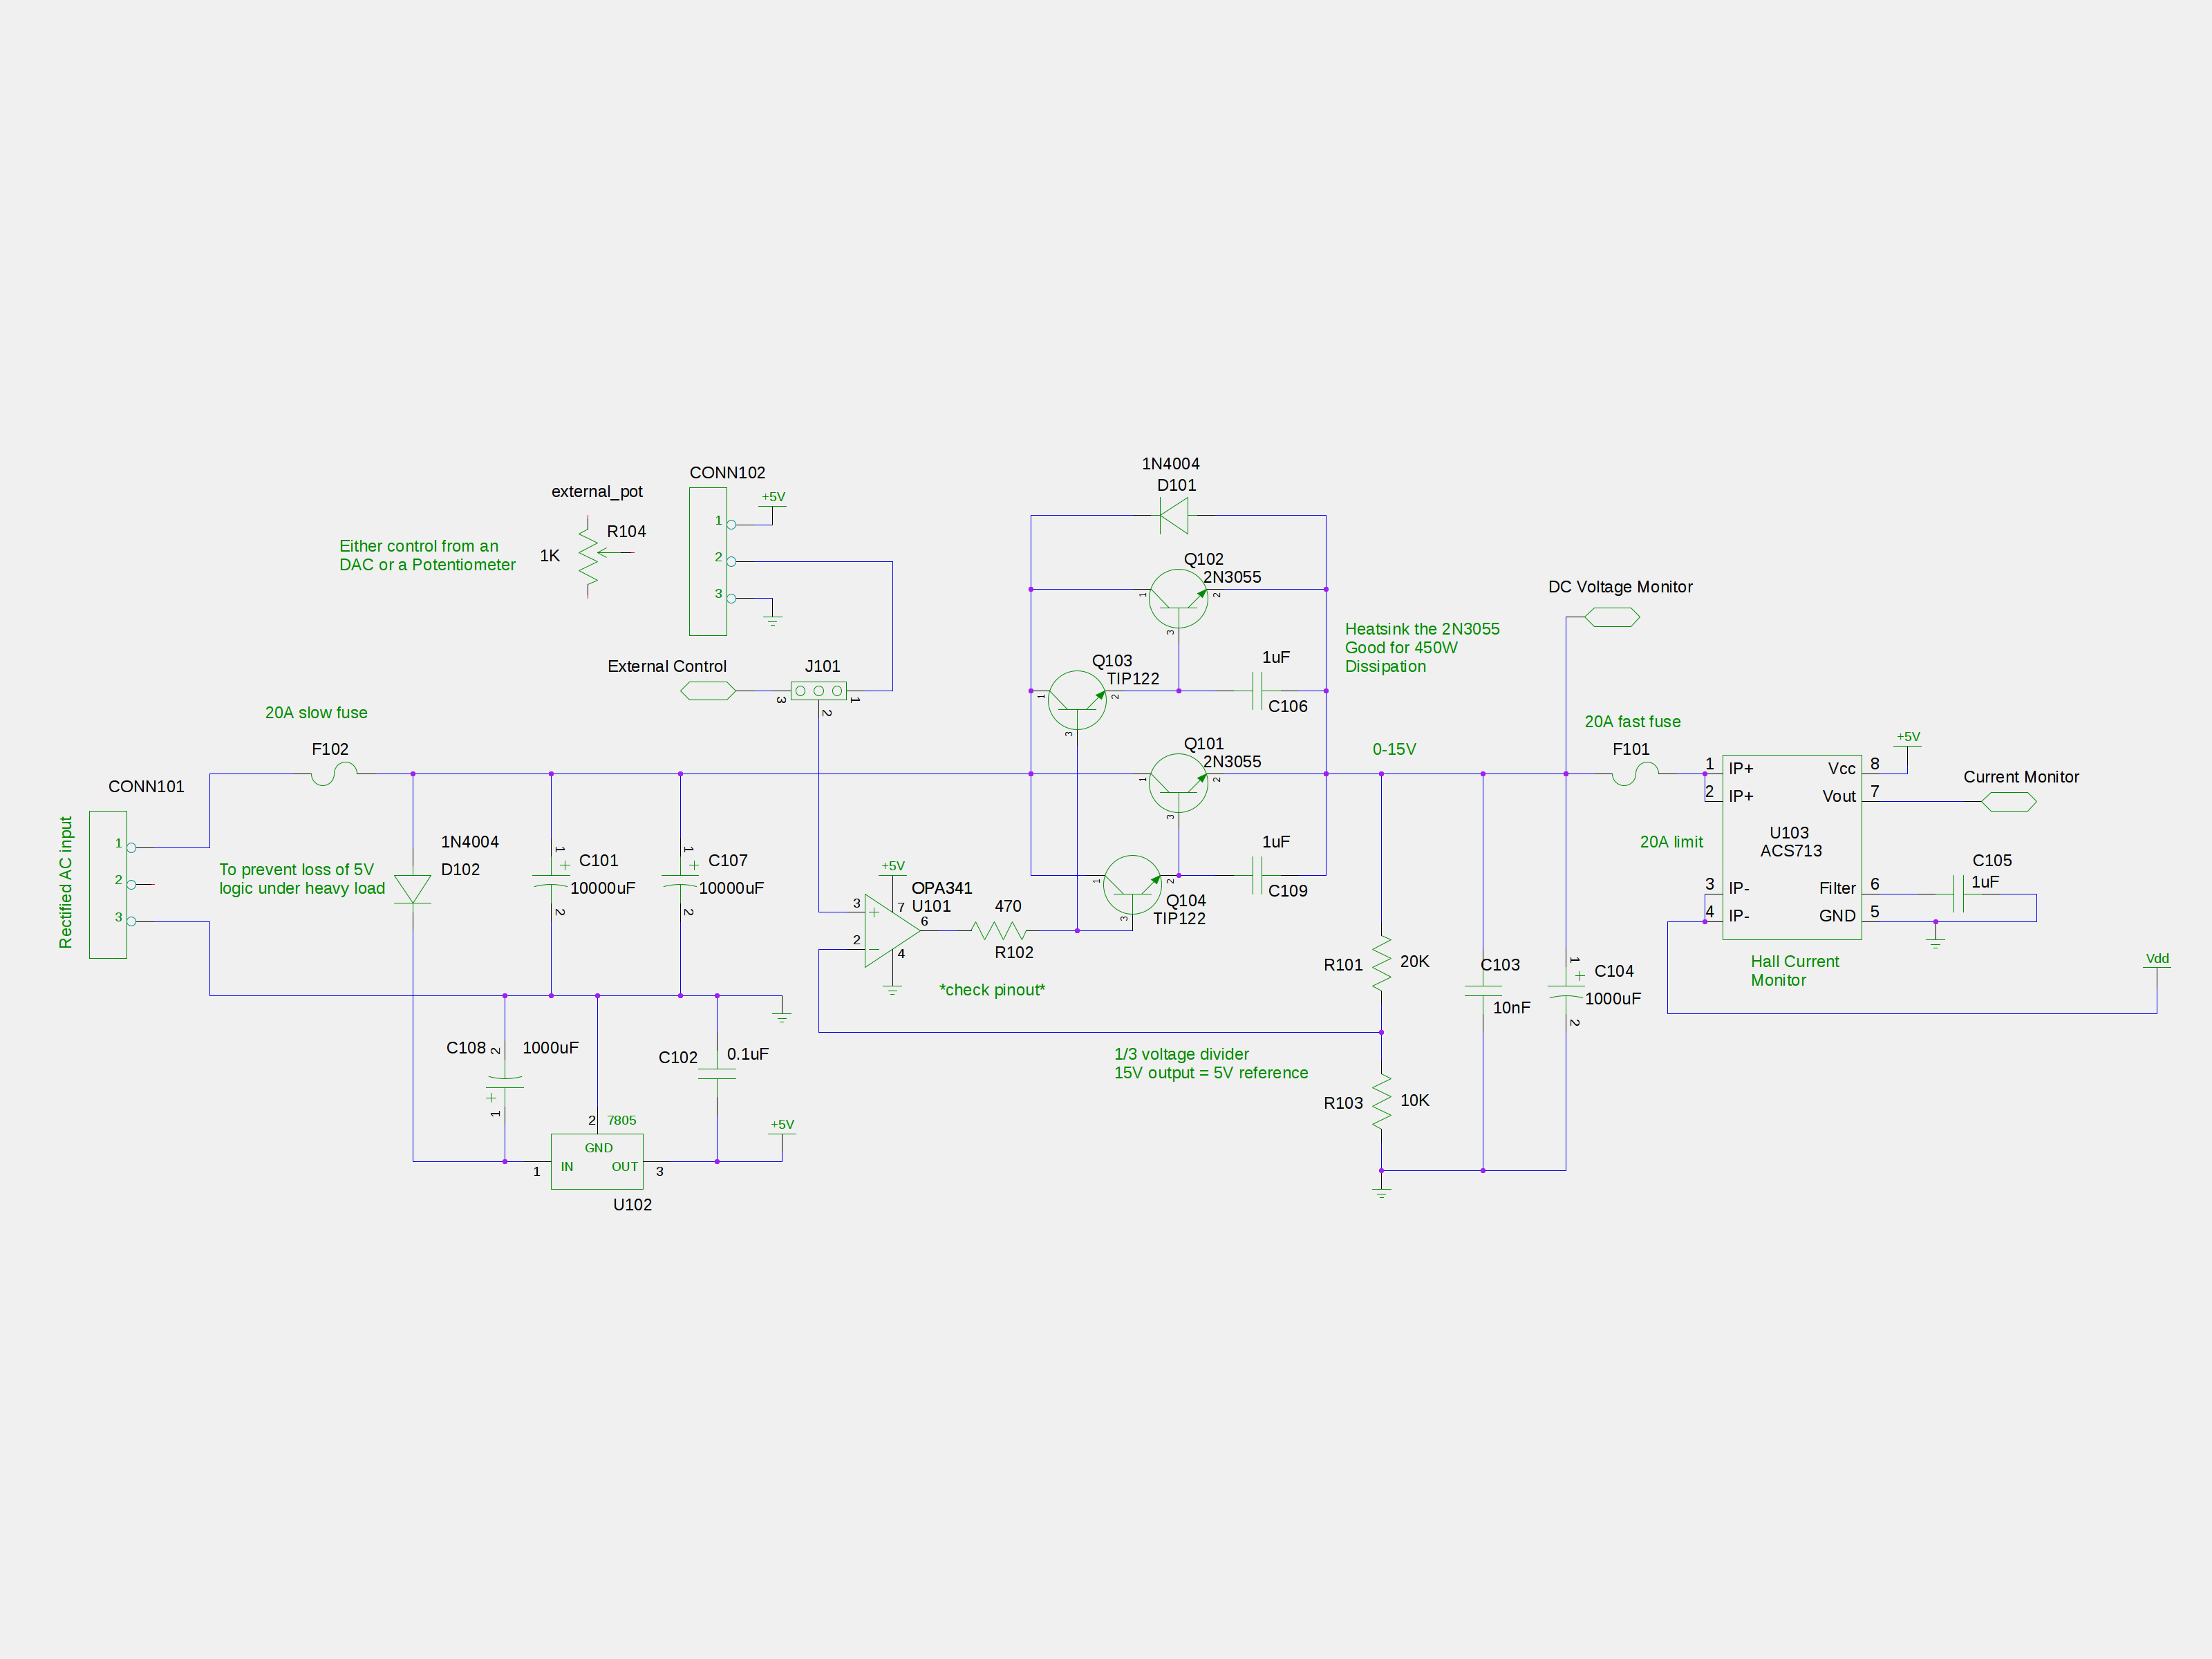 1N4004
D101
CONN102
external_pot
+5V
R104
1
Either control from an
DAC or a Potentiometer
1K
2
3
Q102
2N3055
1
2
3
DC Voltage Monitor
Heatsink the 2N3055
Good for 450W
Dissipation
External Control
J101
3
2
1
Q103
TIP122
1
2
3
1uF
C106
20A slow fuse
F102
Q101
2N3055
1
2
3
0-15V
20A fast fuse
F101
+5V
CONN101
Rectified AC input
1
2
3
To prevent loss of 5V
logic under heavy load
1N4004
D102
1
+
C101
10000uF
2
1
+
C107
10000uF
2
+5V
OPA341
U101
3
+
7
6
2
4
470
R102
*check pinout*
1
2
3
Q104
TIP122
1uF
C109
1
IP+
Vcc
8
2
IP+
Vout
7
Current Monitor
U103
ACS713
20A limit
3
IP-
Filter
6
4
IP-
GND
5
C105
1uF
Hall Current
Monitor
Vdd
R101
20K
C103
10nF
1
+
C104
1000uF
2
C108
2
1000uF
+
1
C102
0.1uF
1/3 voltage divider
15V output = 5V reference
R103
10K
2
7805
GND
1
IN
OUT
3
+5V
U102